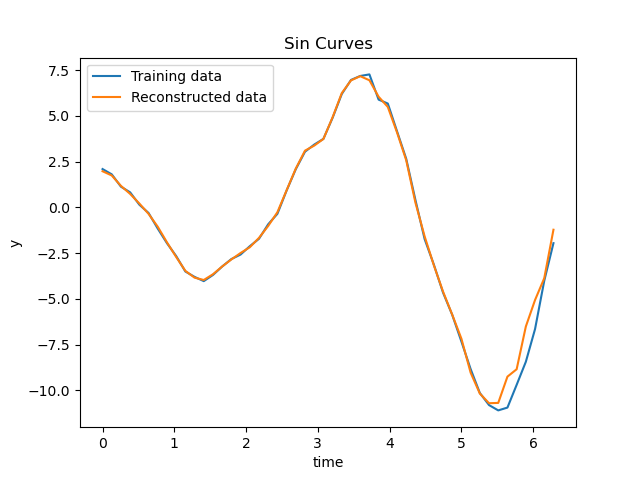 Sin Curves
Training data
Reconstructed data
7.5
5.0
2.5
0.0
−2.5
−5.0
−7.5
−10.0
y
0 1 2 3 4 5 6
time